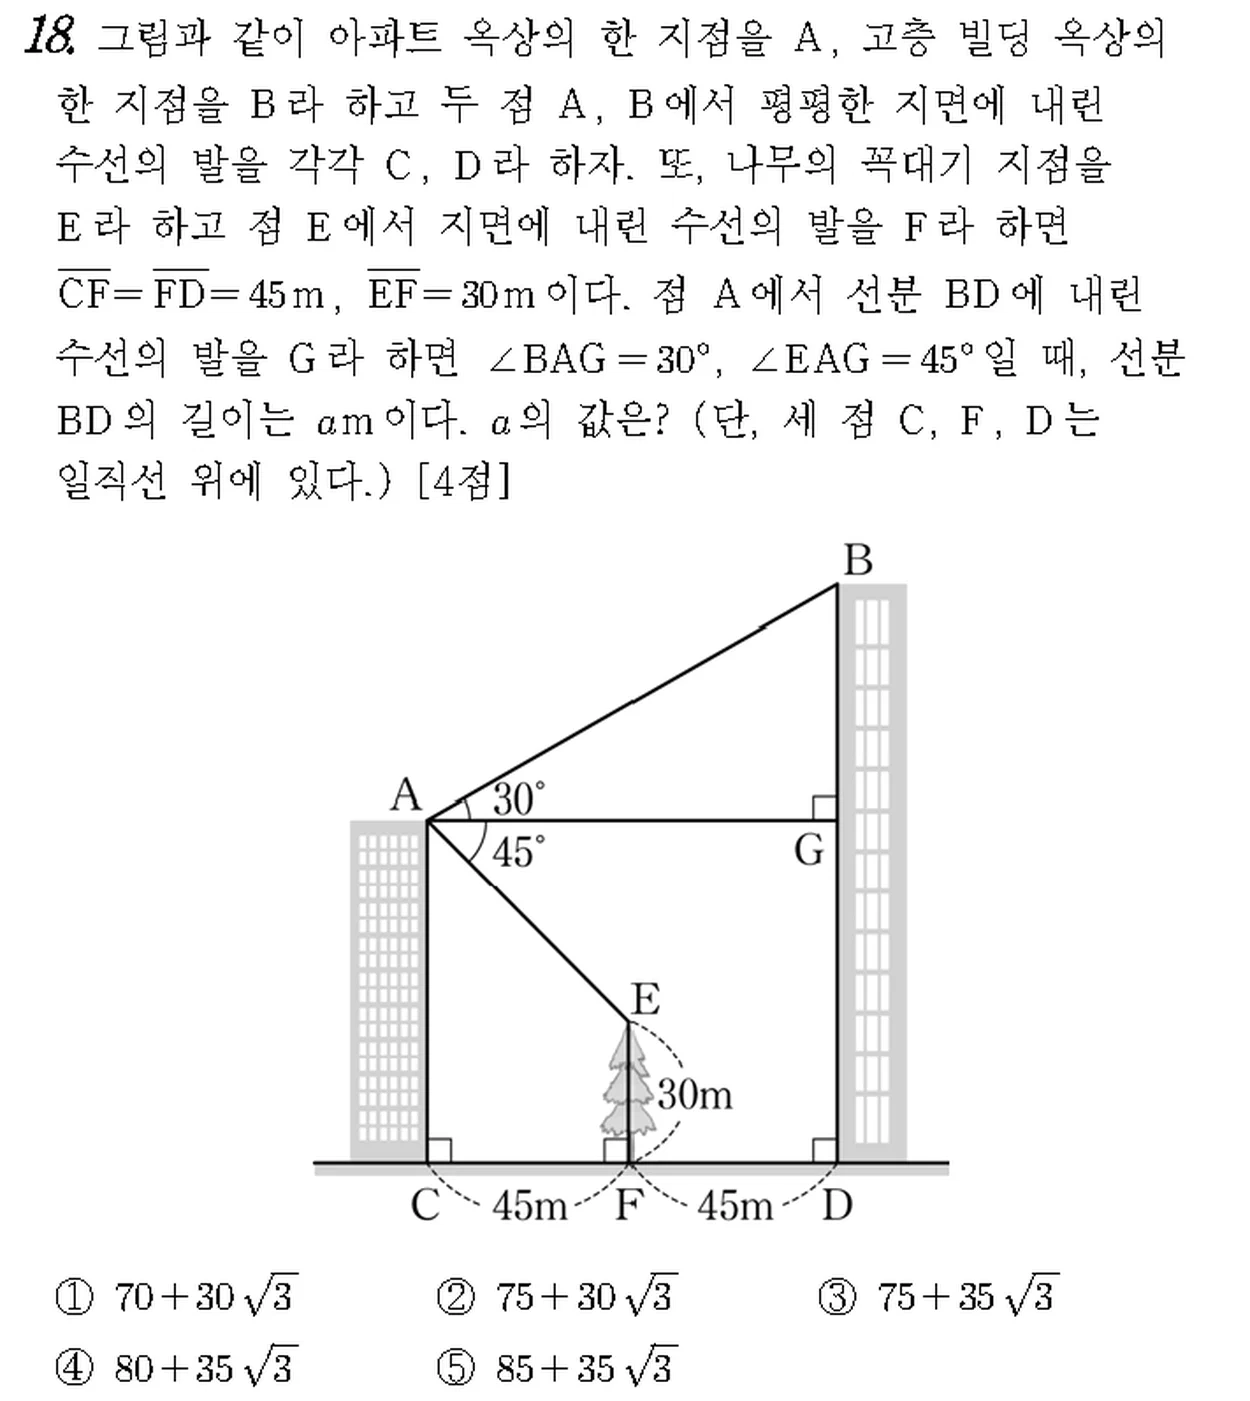 18. 그림과 같이 아파트 옥상의 한 지점을 A, 고층 빌딩 옥상의
한 지점을 B라 하고 두 점 A, B에서 평평한 지면에 내린
수선의 발을 각각 C, D라 하자. 또, 나무의 꼭대기 지점을
E라 하고 점 E에서 지면에 내린 수선의 발을 F라 하면
C̅F̅=F̅D̅=45m, E̅F̅=30m이다. 점 A에서 선분 BD에 내린
수선의 발을 G라 하면 ∠BAG=30°, ∠EAG=45°일 때, 선분
BD의 길이는 am이다. a의 값은? (단, 세 점 C, F, D는
일직선 위에 있다.) [4점]
B
A
30°
45°
G
E
30m
C 45m F 45m D
① 70+30√3 ② 75+30√3 ③ 75+35√3
④ 80+35√3 ⑤ 85+35√3